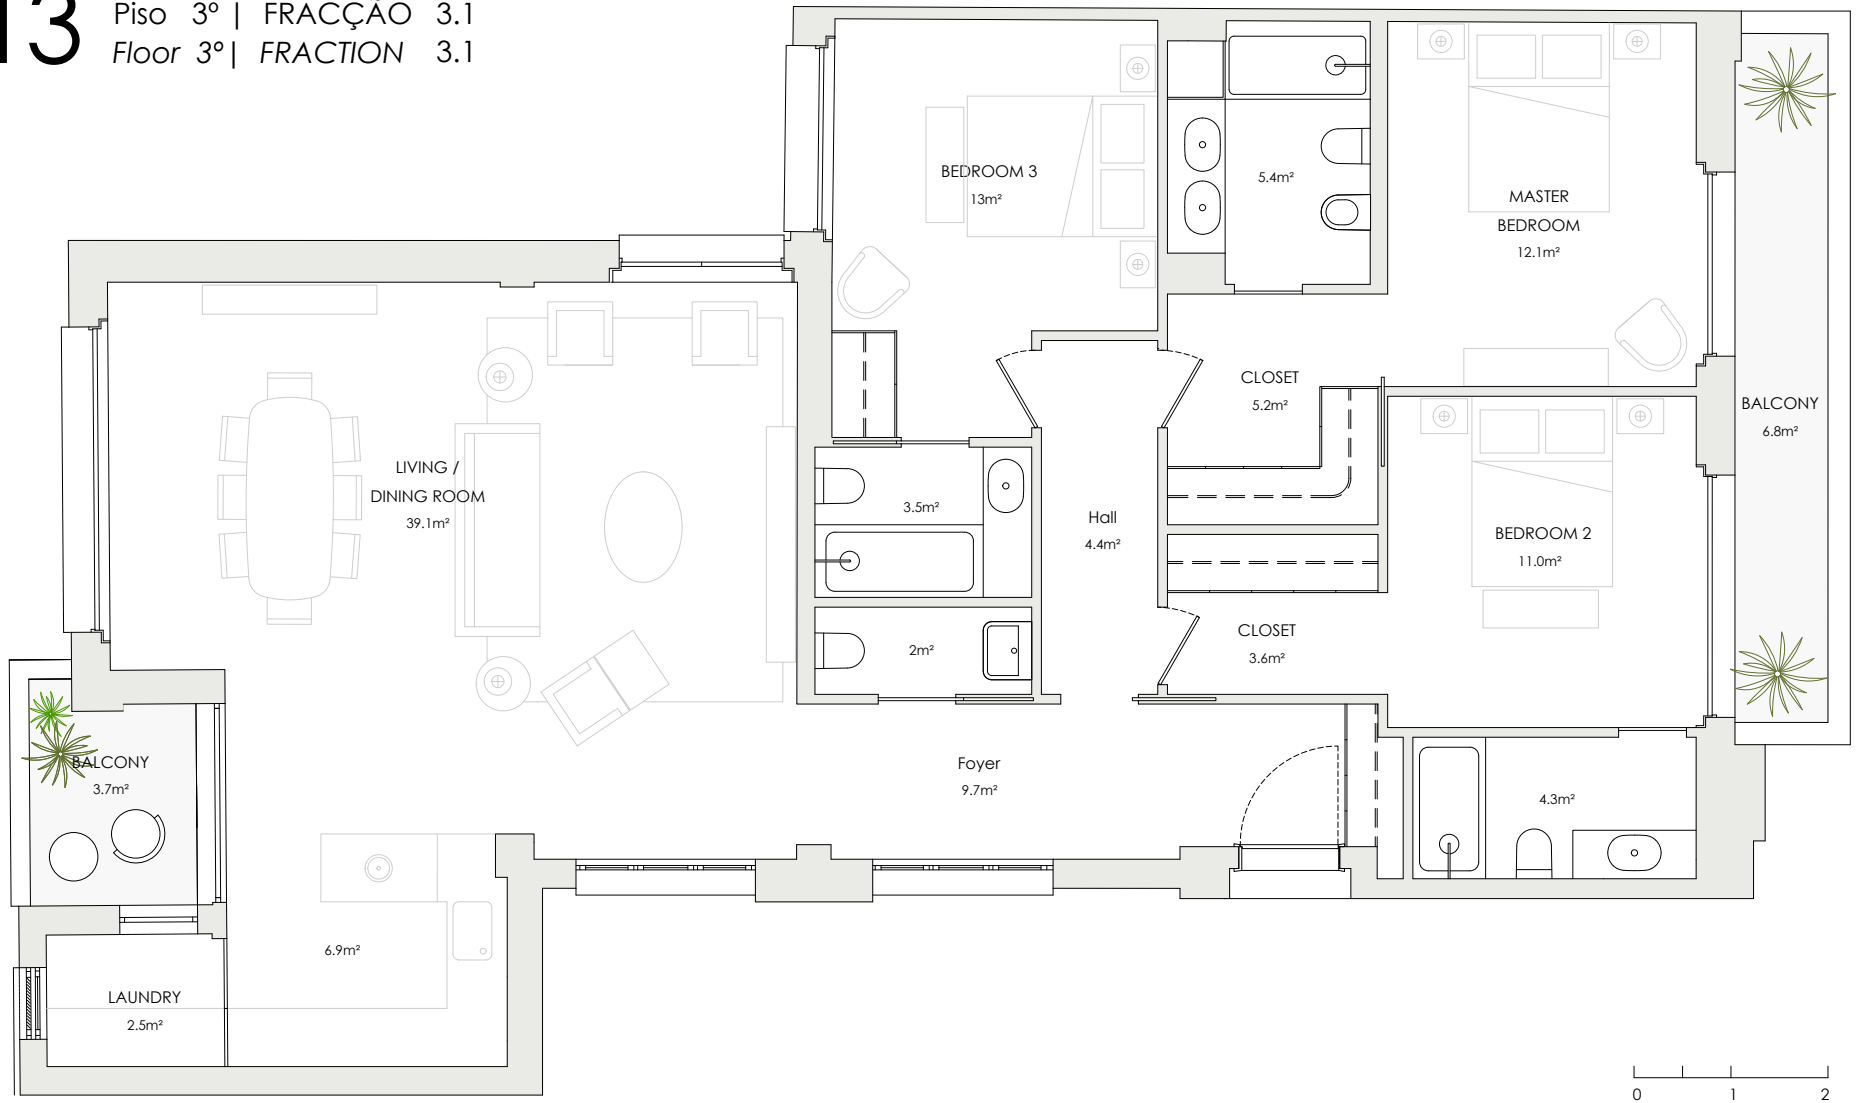 13
Piso 3º | FRACÇÃO 3.1
Floor 3º | FRACTION 3.1
BEDROOM 3
13m²
5.4m²
MASTER
BEDROOM
12.1m²
CLOSET
5.2m²
BALCONY
6.8m²
LIVING /
DINING ROOM
39.1m²
3.5m²
Hall
4.4m²
BEDROOM 2
11.0m²
CLOSET
3.6m²
2m²
BALCONY
3.7m²
Foyer
9.7m²
4.3m²
6.9m²
LAUNDRY
2.5m²
0 1 2